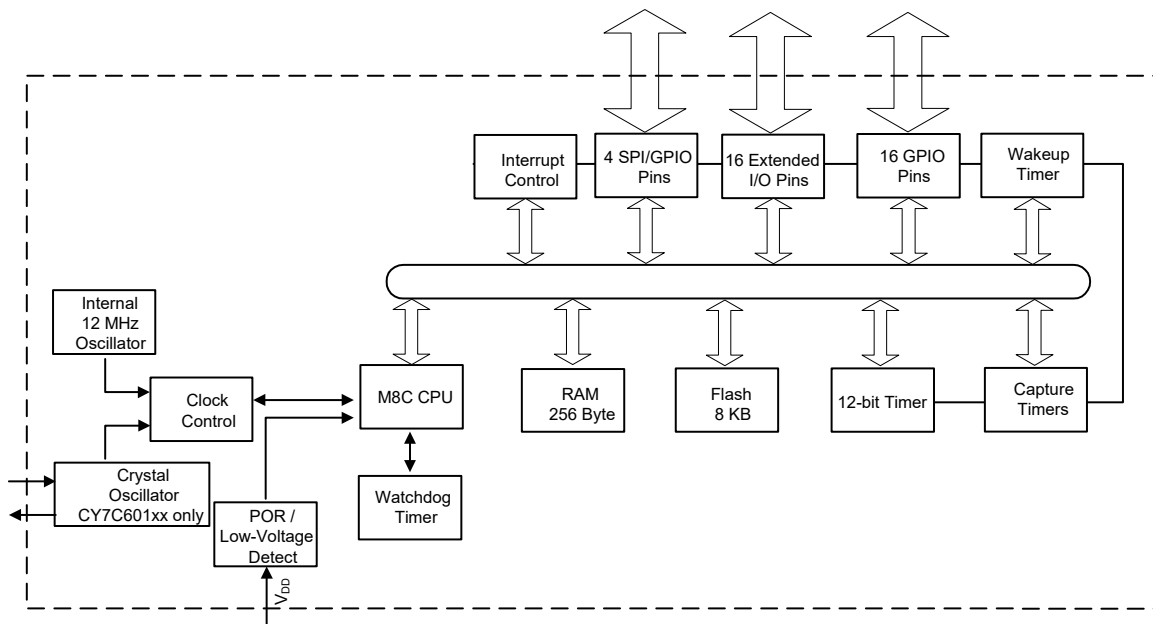 Interrupt
Control
4 SPI/GPIO
Pins
16 Extended
I/O Pins
16 GPIO
Pins
Wakeup
Timer
Internal
12 MHz
Oscillator
Clock
Control
M8C CPU
RAM
256 Byte
Flash
8 KB
12-bit Timer
Capture
Timers
Crystal
Oscillator
CY7C601xx only
POR /
Low-Voltage
Detect
Watchdog
Timer
VDD